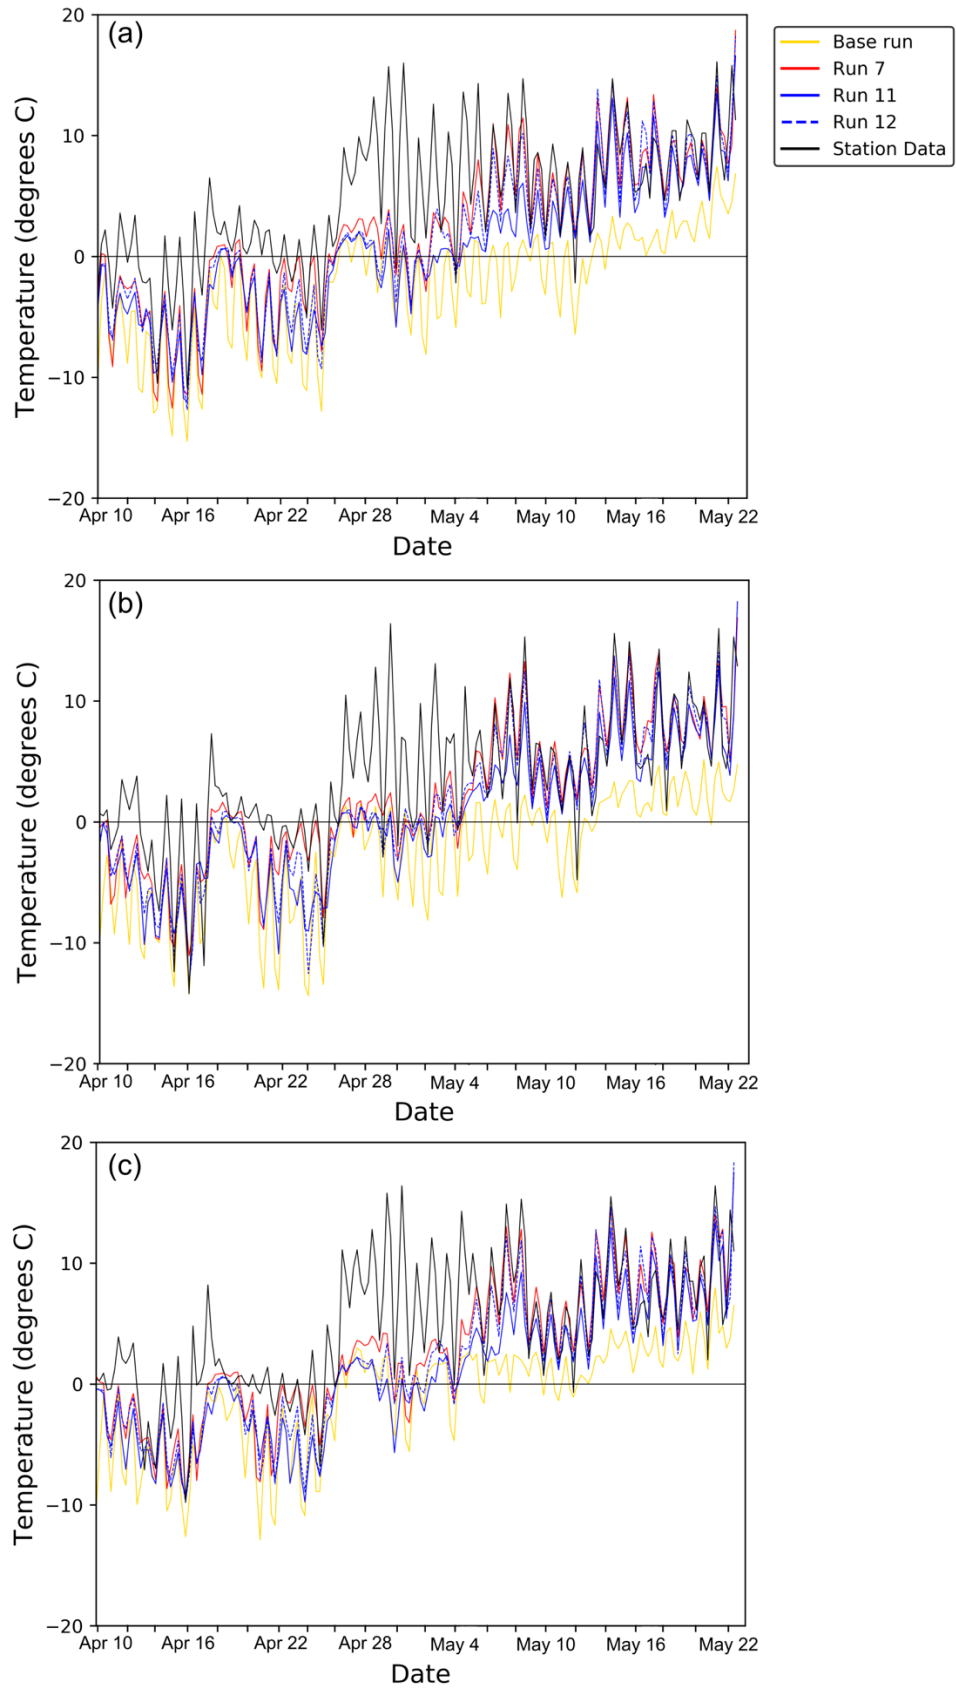 (a)
20
10
0
−10
−20
Temperature (degrees C)
Apr 10 Apr 16 Apr 22 Apr 28 May 4 May 10 May 16 May 22
Date
Base run
Run 7
Run 11
Run 12
Station Data
(b)
20
10
0
−10
−20
Temperature (degrees C)
Apr 10 Apr 16 Apr 22 Apr 28 May 4 May 10 May 16 May 22
Date
(c)
20
10
0
−10
−20
Temperature (degrees C)
Apr 10 Apr 16 Apr 22 Apr 28 May 4 May 10 May 16 May 22
Date